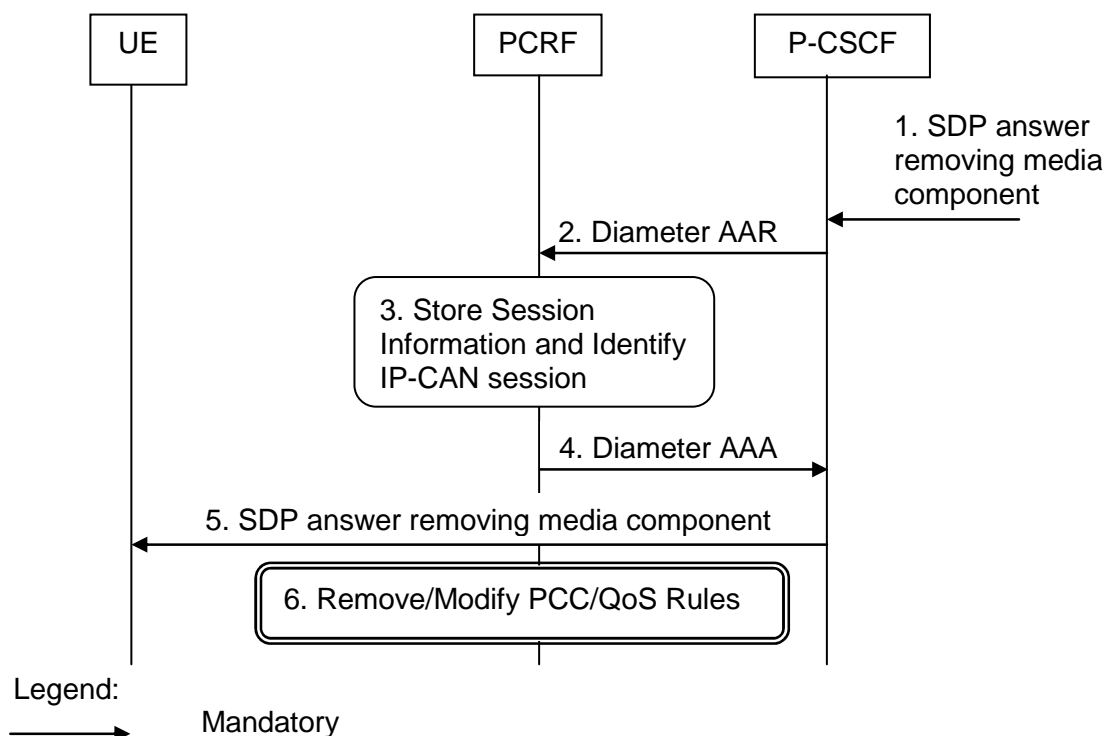 UE
PCRF
P-CSCF
1. SDP answer
removing media
component
2. Diameter AAR
3. Store Session
Information and Identify
IP-CAN session
4. Diameter AAA
5. SDP answer removing media component
6. Remove/Modify PCC/QoS Rules
Legend:
Mandatory